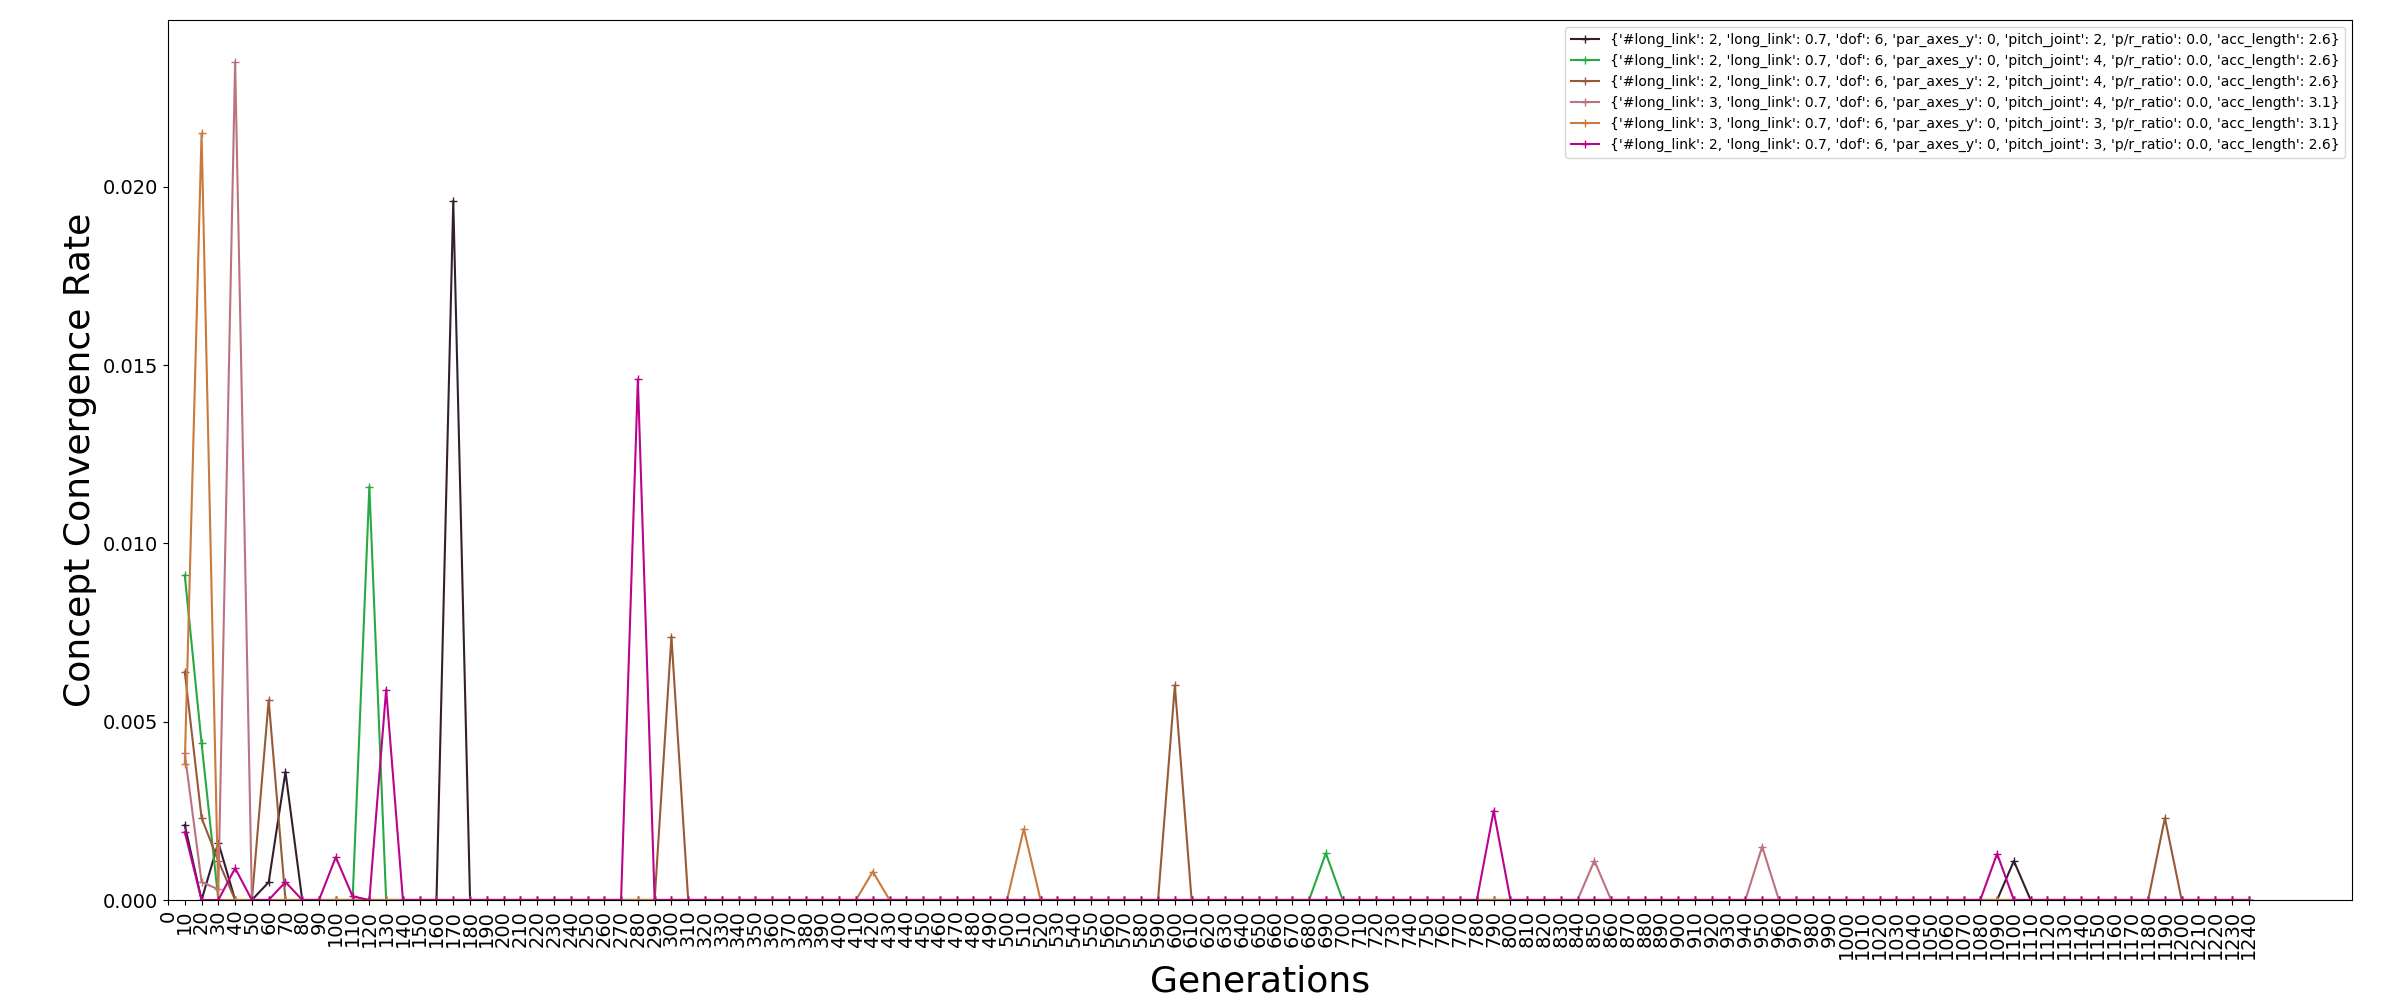 {'#long_link': 2, 'long_link': 0.7, 'dof': 6, 'par_axes_y': 0, 'pitch_joint': 2, 'p/r_ratio': 0.0, 'acc_length': 2.6}
{'#long_link': 2, 'long_link': 0.7, 'dof': 6, 'par_axes_y': 0, 'pitch_joint': 4, 'p/r_ratio': 0.0, 'acc_length': 2.6}
{'#long_link': 2, 'long_link': 0.7, 'dof': 6, 'par_axes_y': 2, 'pitch_joint': 4, 'p/r_ratio': 0.0, 'acc_length': 2.6}
{'#long_link': 3, 'long_link': 0.7, 'dof': 6, 'par_axes_y': 0, 'pitch_joint': 4, 'p/r_ratio': 0.0, 'acc_length': 3.1}
{'#long_link': 3, 'long_link': 0.7, 'dof': 6, 'par_axes_y': 0, 'pitch_joint': 3, 'p/r_ratio': 0.0, 'acc_length': 3.1}
{'#long_link': 2, 'long_link': 0.7, 'dof': 6, 'par_axes_y': 0, 'pitch_joint': 3, 'p/r_ratio': 0.0, 'acc_length': 2.6}
Concept Convergence Rate
0.020
0.015
0.010
0.005
0.000
0 10 20 30 40 50 60 70 80 90 100 110 120 130 140 150 160 170 180 190 200 210 220 230 240 250 260 270 280 290 300 310 320 330 340 350 360 370 380 390 400 410 420 430 440 450 460 470 480 490 500 510 520 530 540 550 560 570 580 590 600 610 620 630 640 650 660 670 680 690 700 710 720 730 740 750 760 770 780 790 800 810 820 830 840 850 860 870 880 890 900 910 920 930 940 950 960 970 980 990 1000 1010 1020 1030 1040 1050 1060 1070 1080 1090 1100 1110 1120 1130 1140 1150 1160 1170 1180 1190 1200 1210 1220 1230 1240
Generations